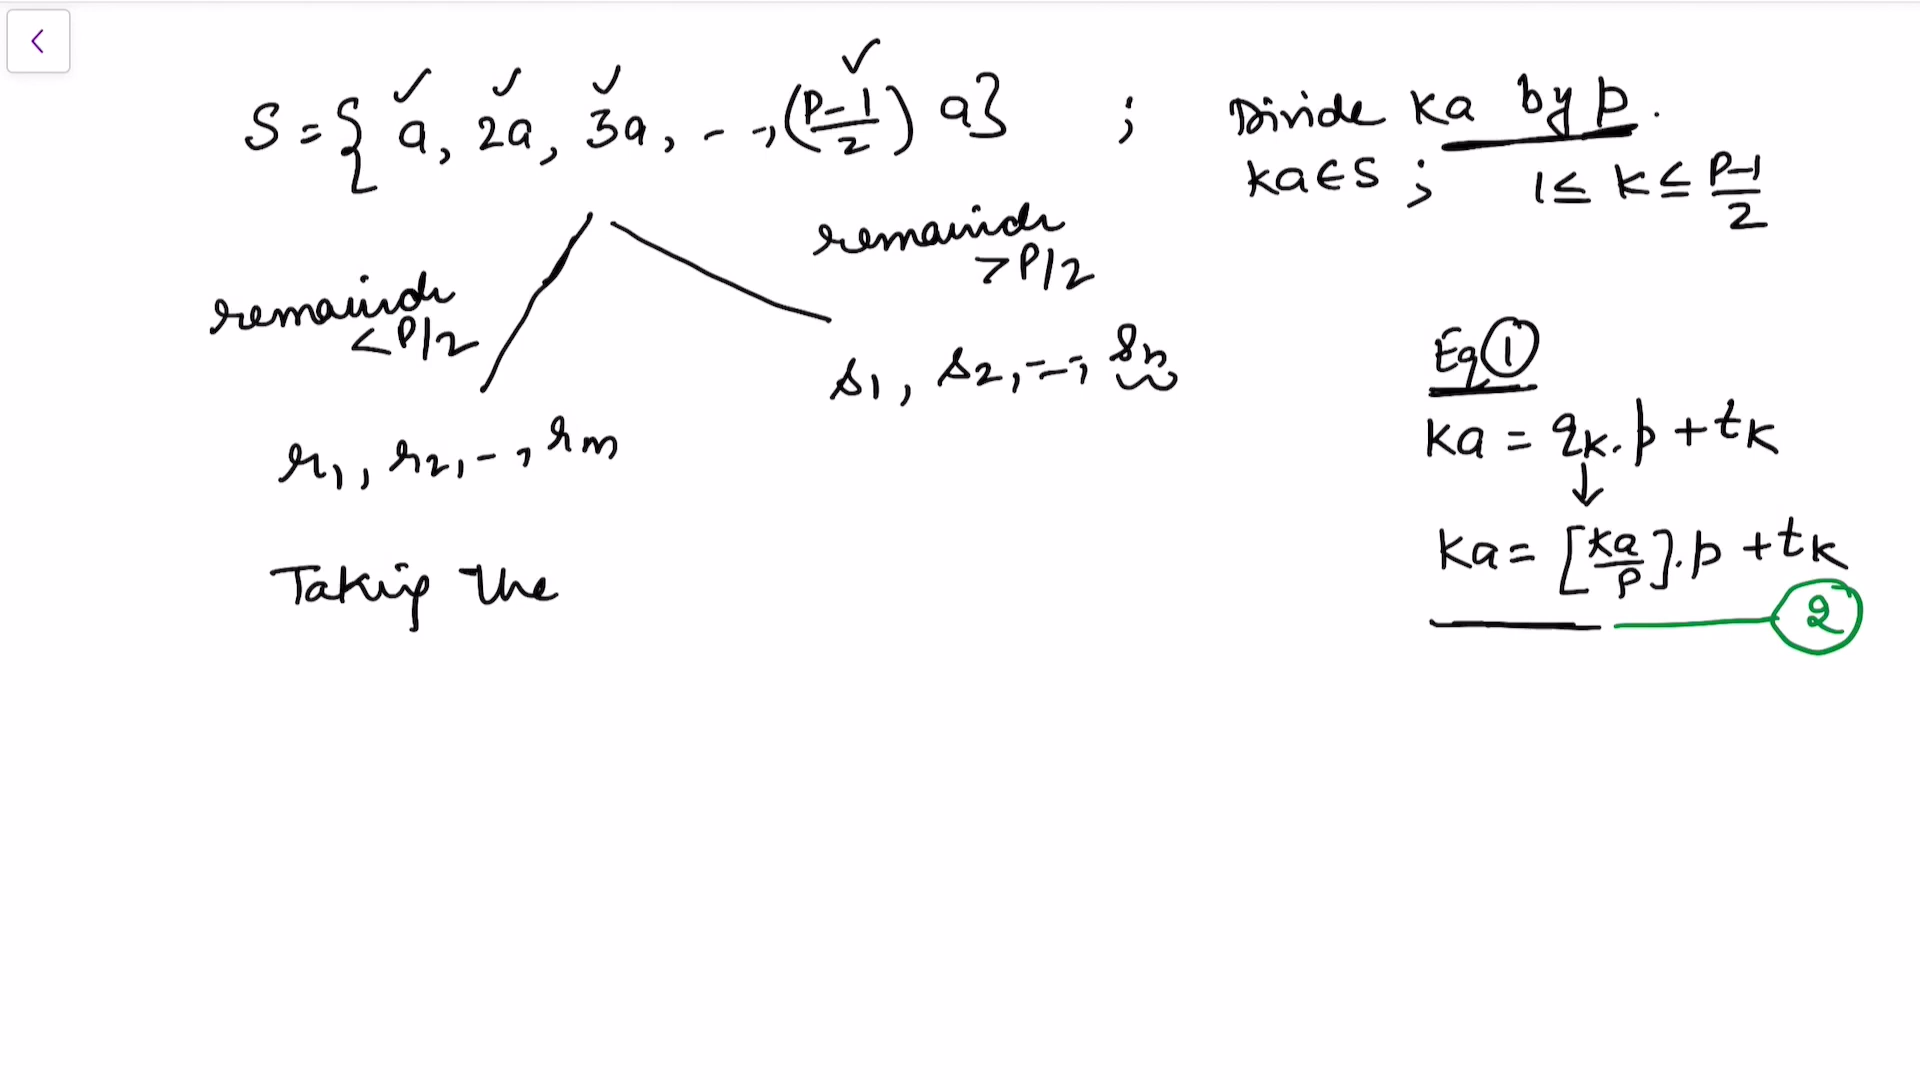 S = { a, 2a, 3a, - -, (P-1/2) a} ; Divide ka by p.
ka ∈ S ; 1 ≤ k ≤ P-1/2
remainder > P/2
remainder < P/2
s1, s2, --, sn
r1, r2, -, rm
Eq 1
ka = qk. p + tk
↓
ka = [ka/p]. p + tk
2
Taking the